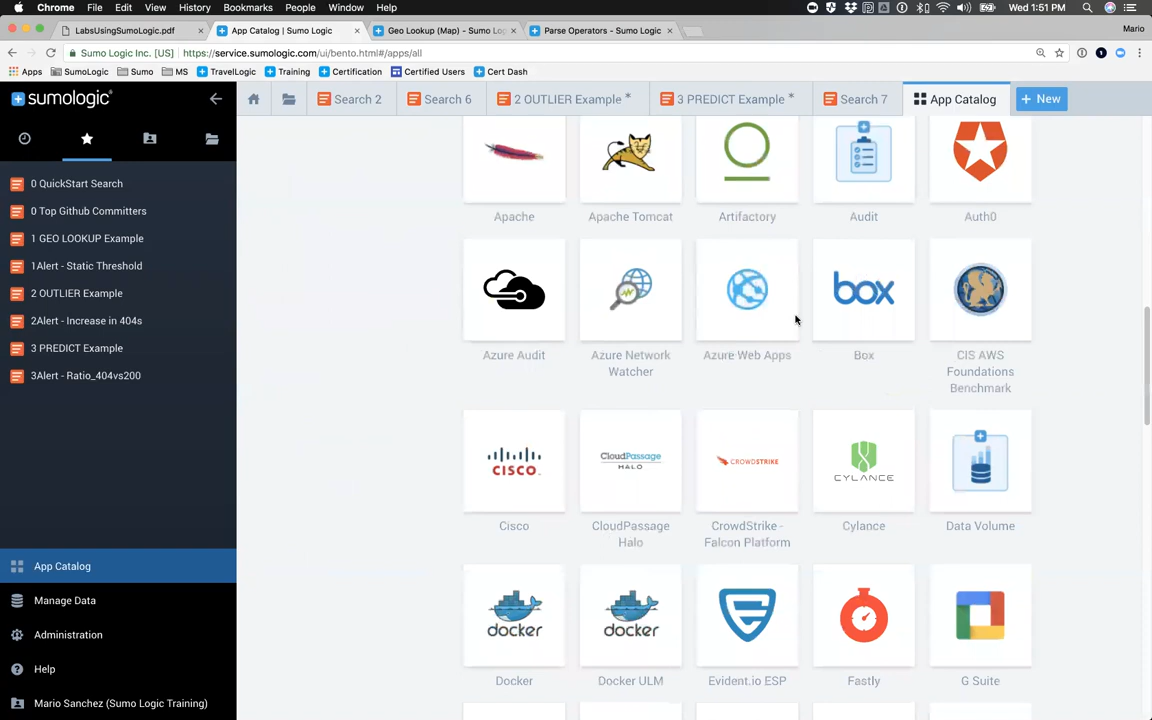 Chrome File Edit View History Bookmarks People Window Help
Wed 1:51 PM
LabsUsingSumoLogic.pdf
App Catalog | Sumo Logic
Geo Lookup (Map) - Sumo Log
Parse Operators - Sumo Logic
Mario
Sumo Logic Inc. [US] https://service.sumologic.com/ui/bento.html#/apps/all
Apps SumoLogic Sumo MS TravelLogic Training Certification Certified Users Cert Dash
sumologic
Search 2
Search 6
2 OUTLIER Example *
3 PREDICT Example *
Search 7
App Catalog
+ New
0 QuickStart Search
0 Top Github Committers
1 GEO LOOKUP Example
1Alert - Static Threshold
2 OUTLIER Example
2Alert - Increase in 404s
3 PREDICT Example
3Alert - Ratio_404vs200
App Catalog
Manage Data
Administration
Help
Mario Sanchez (Sumo Logic Training)
Apache
Apache Tomcat
Artifactory
Audit
Auth0
box
Azure Audit
Azure Network
Watcher
Azure Web Apps
Box
CIS AWS
Foundations
Benchmark
CISCO
CloudPassage
HALO
CROWDSTRIKE
CYLANCE
Cisco
CloudPassage
Halo
CrowdStrike -
Falcon Platform
Cylance
Data Volume
docker
docker
Docker
Docker ULM
Evident.io ESP
Fastly
G Suite